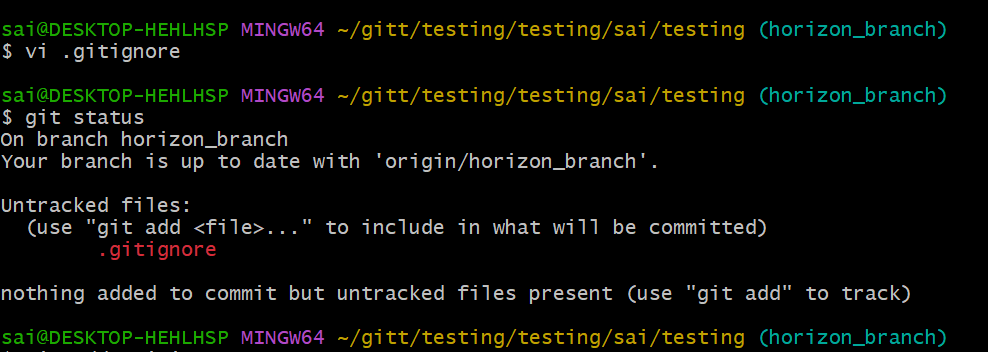 sai@DESKTOP-HEHLHSP MINGW64 ~/gitt/testing/testing/sai/testing (horizon_branch)
$ vi .gitignore
sai@DESKTOP-HEHLHSP MINGW64 ~/gitt/testing/testing/sai/testing (horizon_branch)
$ git status
On branch horizon_branch
Your branch is up to date with 'origin/horizon_branch'.
Untracked files:
(use "git add <file>..." to include in what will be committed)
.gitignore
nothing added to commit but untracked files present (use "git add" to track)
sai@DESKTOP-HEHLHSP MINGW64 ~/gitt/testing/testing/sai/testing (horizon_branch)